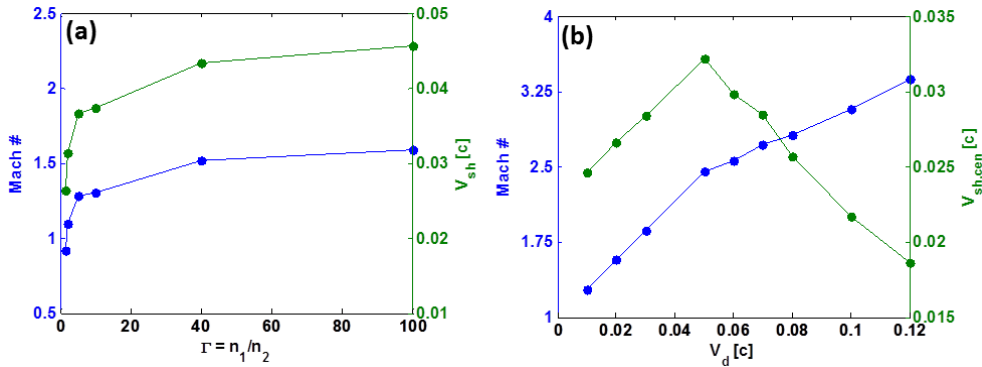 (a)
2.5
2
1.5
1
0.5
Mach #
0.05
0.04
0.03
0.02
0.01
V_sh [c]
0 20 40 60 80 100
Γ = n_1/n_2
(b)
4
3.25
2.5
1.75
1
Mach #
0.035
0.03
0.025
0.02
0.015
V_sh.cen [c]
0 0.02 0.04 0.06 0.08 0.1 0.12
V_d [c]